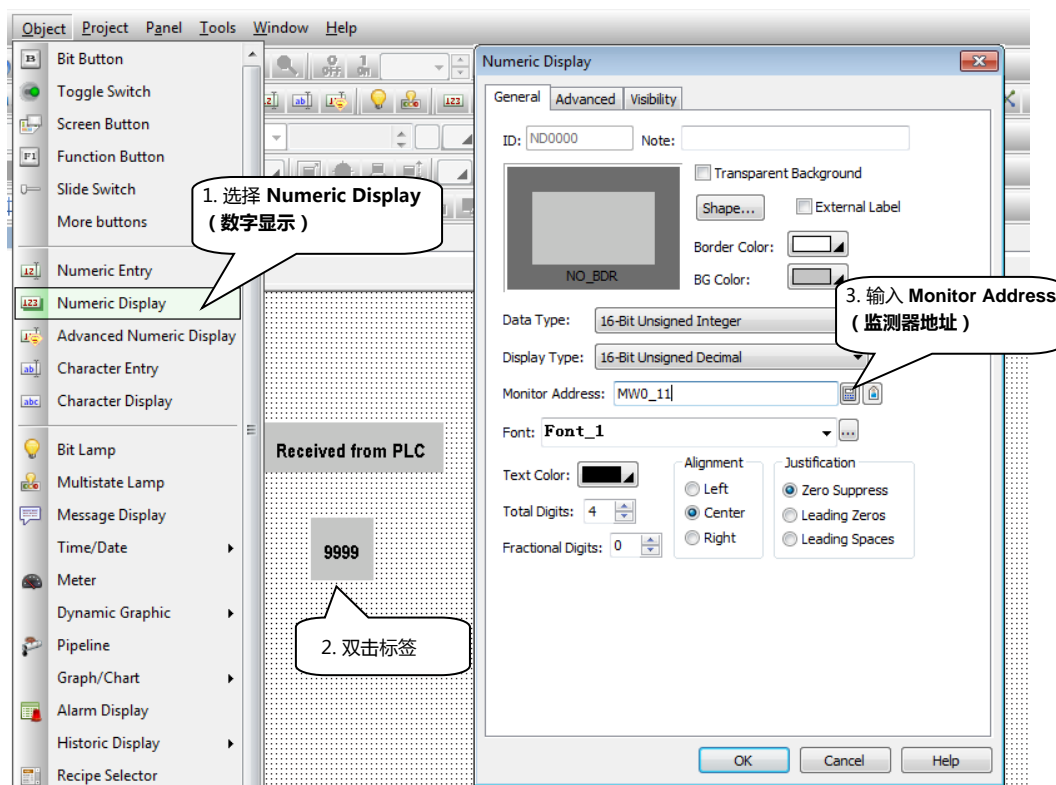 Object Project Panel Tools Window Help
Bit Button
Toggle Switch
Screen Button
Function Button
Slide Switch
More buttons
Numeric Entry
Numeric Display
Advanced Numeric Display
Character Entry
Character Display
Bit Lamp
Multistate Lamp
Message Display
Time/Date
Meter
Dynamic Graphic
Pipeline
Graph/Chart
Alarm Display
Historic Display
Recipe Selector
1. 选择 Numeric Display
（数字显示）
Received from PLC
9999
2. 双击标签
Numeric Display
General Advanced Visibility
ID: ND0000 Note:
Transparent Background
Shape... External Label
Border Color:
NO_BDR
BG Color:
3. 输入 Monitor Address
（监测器地址）
Data Type: 16-Bit Unsigned Integer
Display Type: 16-Bit Unsigned Decimal
Monitor Address: MW0_11
Font: Font_1
Text Color:
Total Digits: 4
Fractional Digits: 0
Alignment
Left
Center
Right
Justification
Zero Suppress
Leading Zeros
Leading Spaces
OK Cancel Help